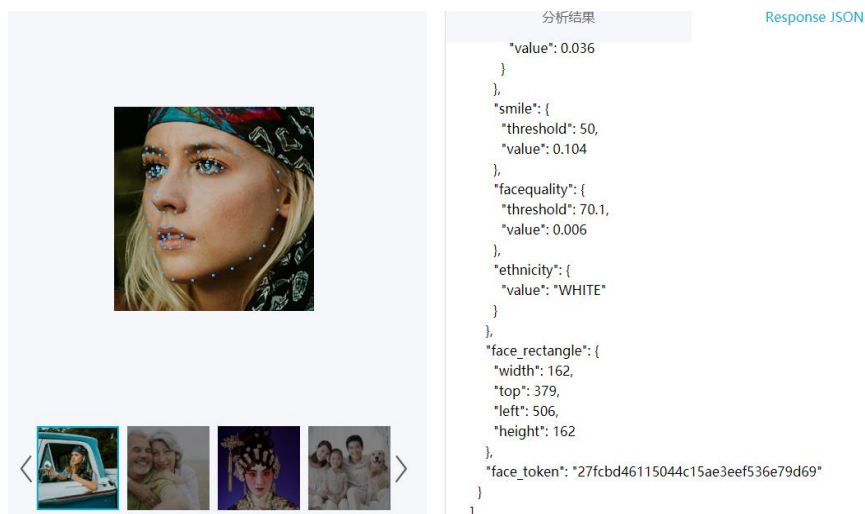 分析结果
Response JSON
"value": 0.036
}
},
"smile": {
"threshold": 50,
"value": 0.104
},
"facequality": {
"threshold": 70.1,
"value": 0.006
},
"ethnicity": {
"value": "WHITE"
}
},
"face_rectangle": {
"width": 162,
"top": 379,
"left": 506,
"height": 162
},
"face_token": "27fcbd46115044c15ae3eef536e79d69"
}
]